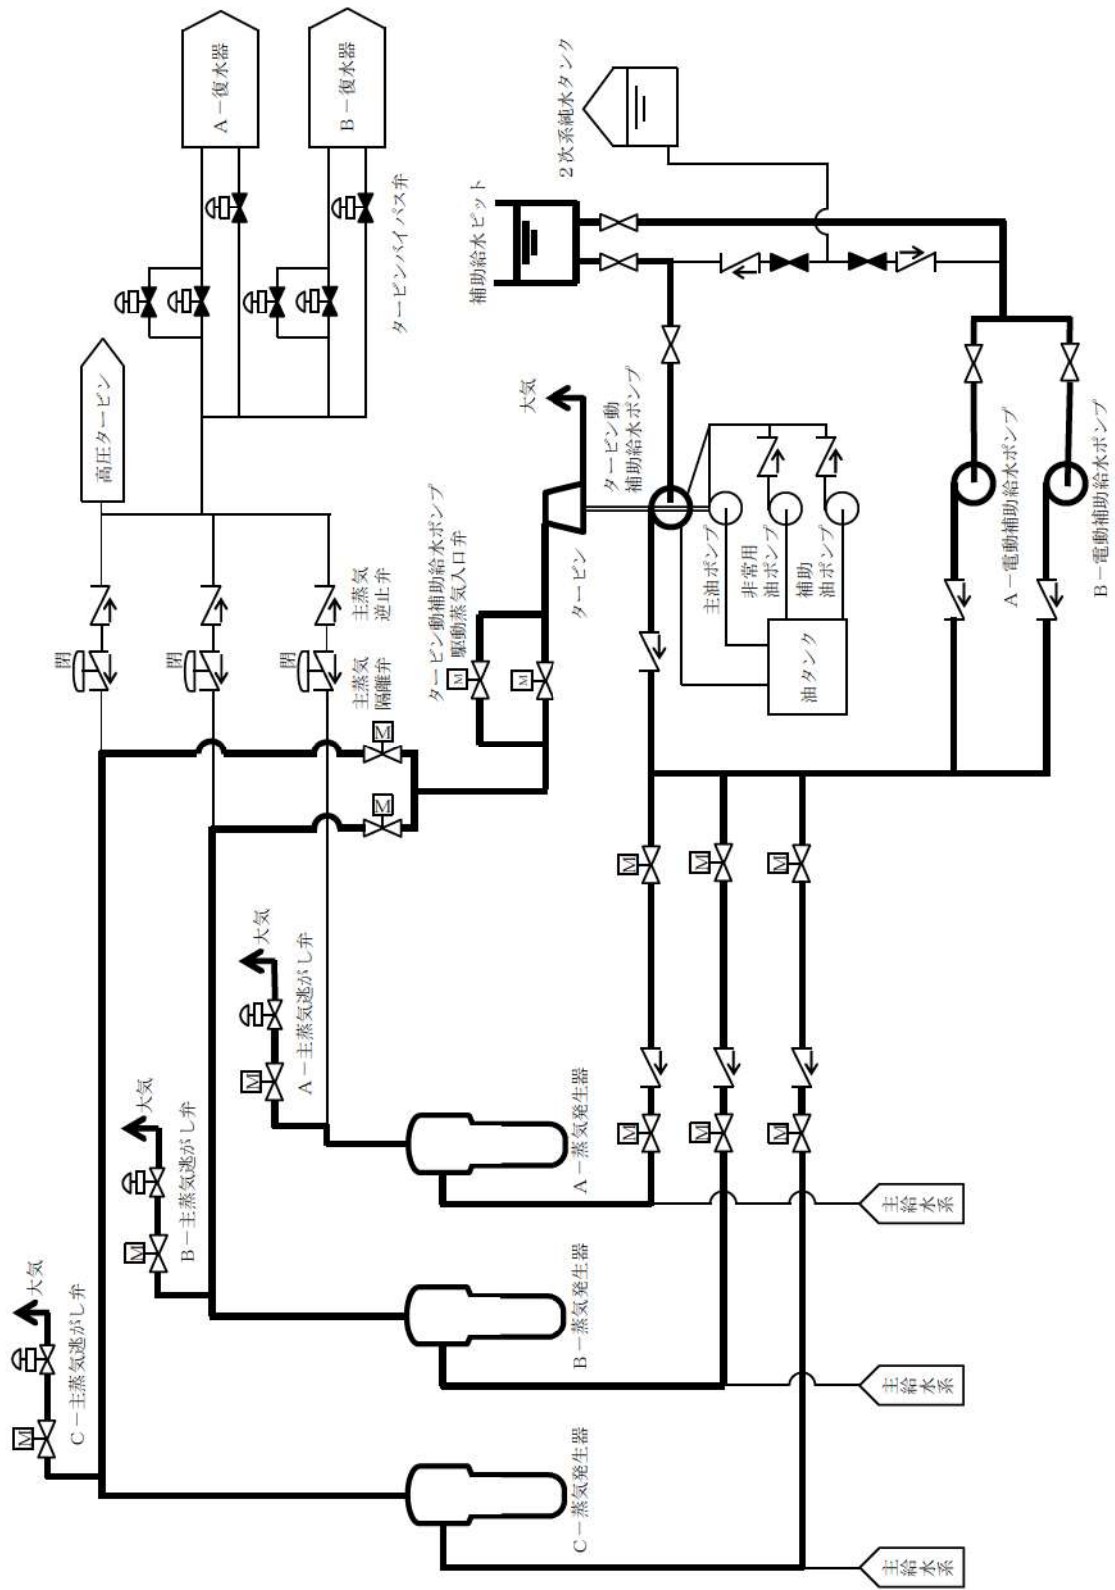 C－主蒸気逃がし弁
大気
M
B－主蒸気逃がし弁
大気
M
A－主蒸気逃がし弁
大気
M
閉
閉
閉
主蒸気
隔離弁
主蒸気
逆止弁
高圧タービン
A－復水器
B－復水器
タービンバイパス弁
M
M
タービン動補助給水ポンプ
駆動蒸気入口弁
M
M
タービン
大気
補助給水ピット
２次系純水タンク
タービン動
補助給水ポンプ
主油ポンプ
非常用
油ポンプ
補助
油ポンプ
油タンク
A－電動補助給水ポンプ
B－電動補助給水ポンプ
C－蒸気発生器
B－蒸気発生器
A－蒸気発生器
M
M
M
M
M
M
主
給
水
系
主
給
水
系
主
給
水
系